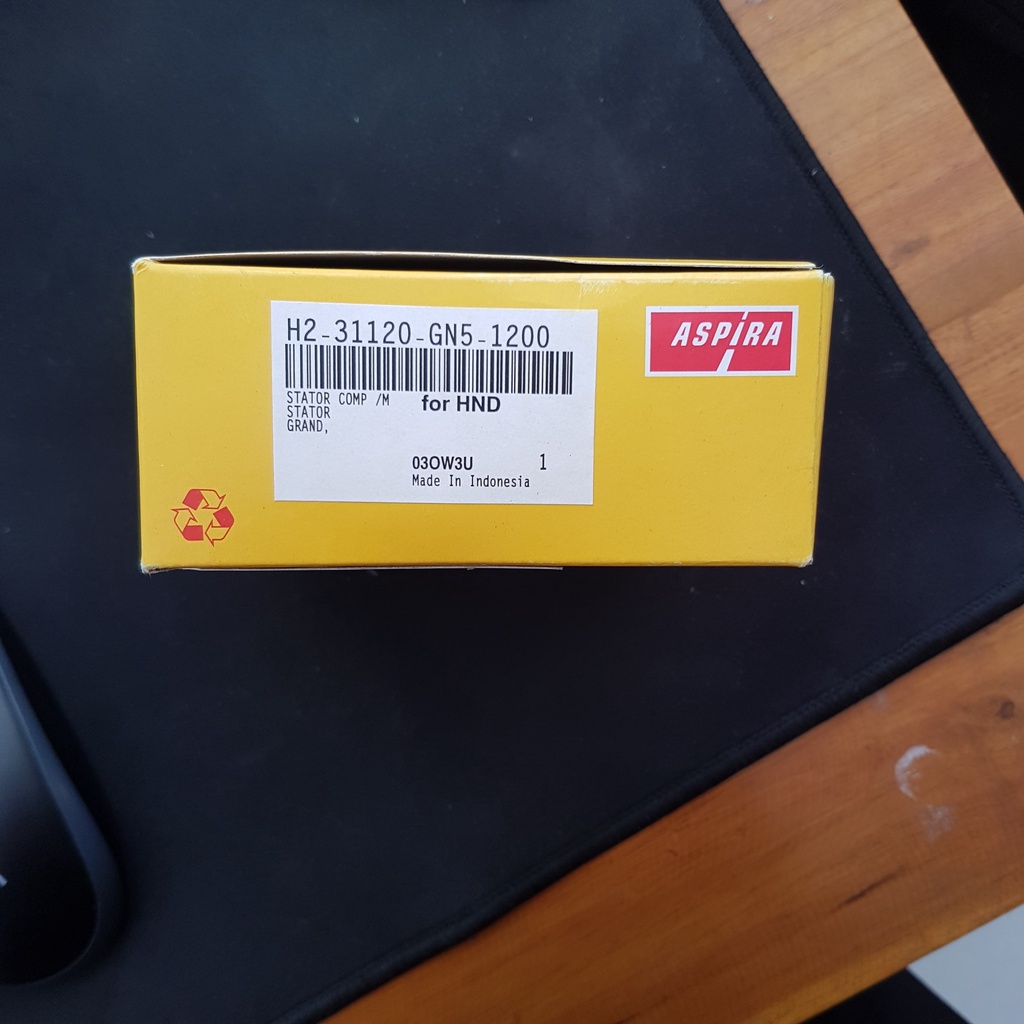 H2-31120-GN5-1200
STATOR COMP /M for HND
STATOR
GRAND,
03OW3U 1
Made In Indonesia
ASPIRA